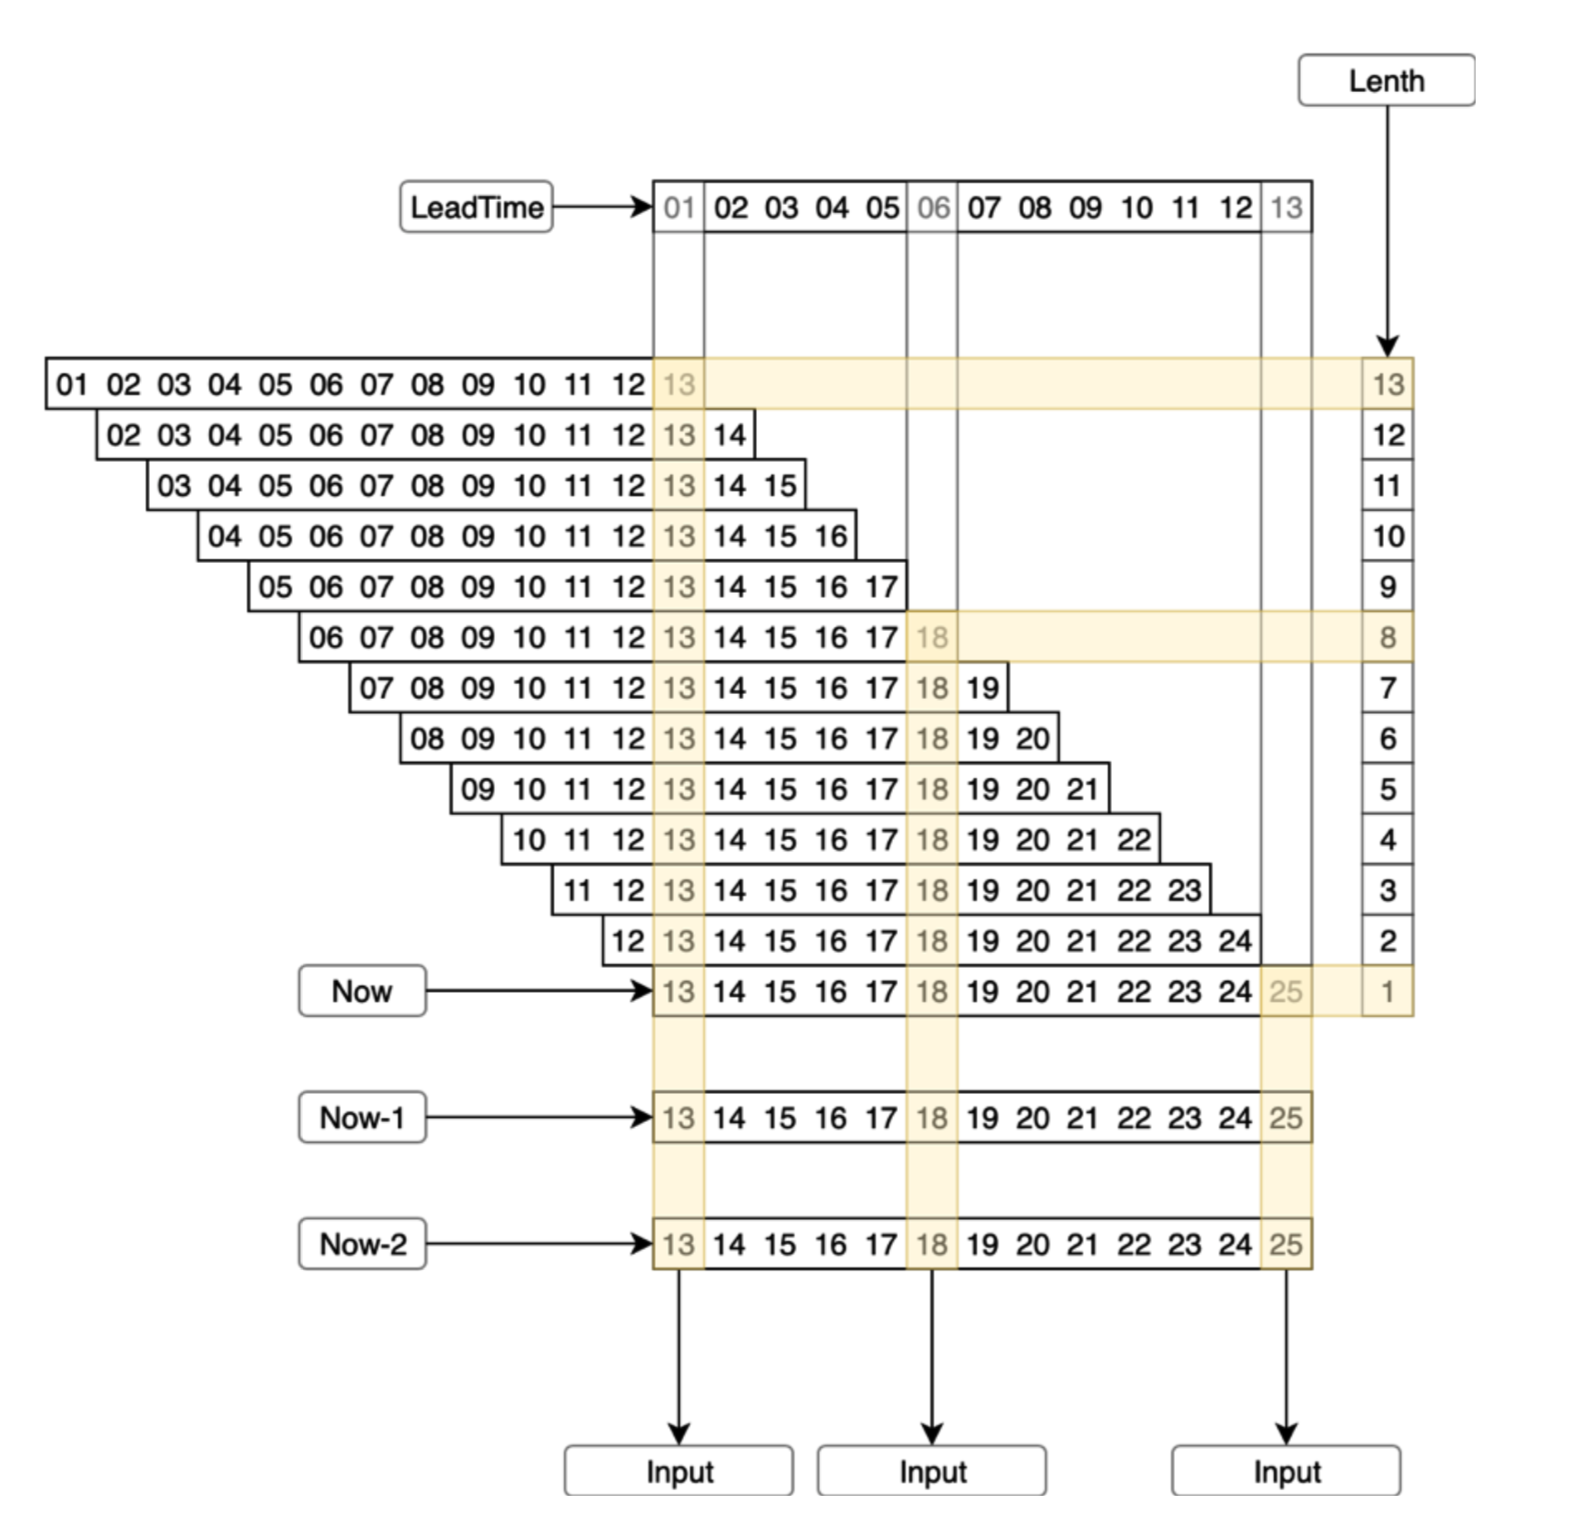 Lenth
LeadTime 01 02 03 04 05 06 07 08 09 10 11 12 13
01 02 03 04 05 06 07 08 09 10 11 12 13 13
02 03 04 05 06 07 08 09 10 11 12 13 14 12
03 04 05 06 07 08 09 10 11 12 13 14 15 11
04 05 06 07 08 09 10 11 12 13 14 15 16 10
05 06 07 08 09 10 11 12 13 14 15 16 17 9
06 07 08 09 10 11 12 13 14 15 16 17 18 8
07 08 09 10 11 12 13 14 15 16 17 18 19 7
08 09 10 11 12 13 14 15 16 17 18 19 20 6
09 10 11 12 13 14 15 16 17 18 19 20 21 5
10 11 12 13 14 15 16 17 18 19 20 21 22 4
11 12 13 14 15 16 17 18 19 20 21 22 23 3
12 13 14 15 16 17 18 19 20 21 22 23 24 2
Now 13 14 15 16 17 18 19 20 21 22 23 24 25 1
Now-1 13 14 15 16 17 18 19 20 21 22 23 24 25
Now-2 13 14 15 16 17 18 19 20 21 22 23 24 25
Input Input Input